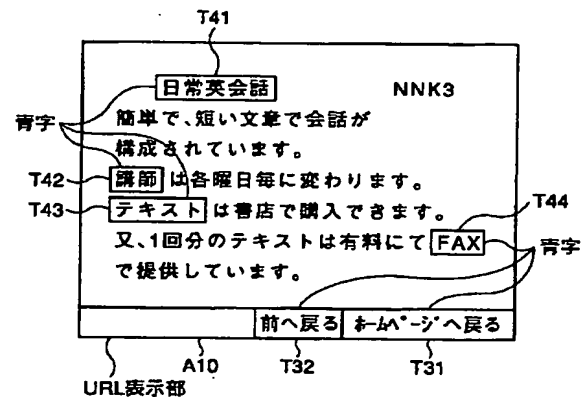 T41
日常英会話 NNK3
青字
簡単で、短い文章で会話が
構成されています。
T42 講師 は各曜日毎に変わります。
T43 テキスト は書店で購入できます。
T44
又、1回分のテキストは有料にて FAX
青字
で提供しています。
前へ戻る ホームページへ戻る
A10 T32 T31
URL表示部